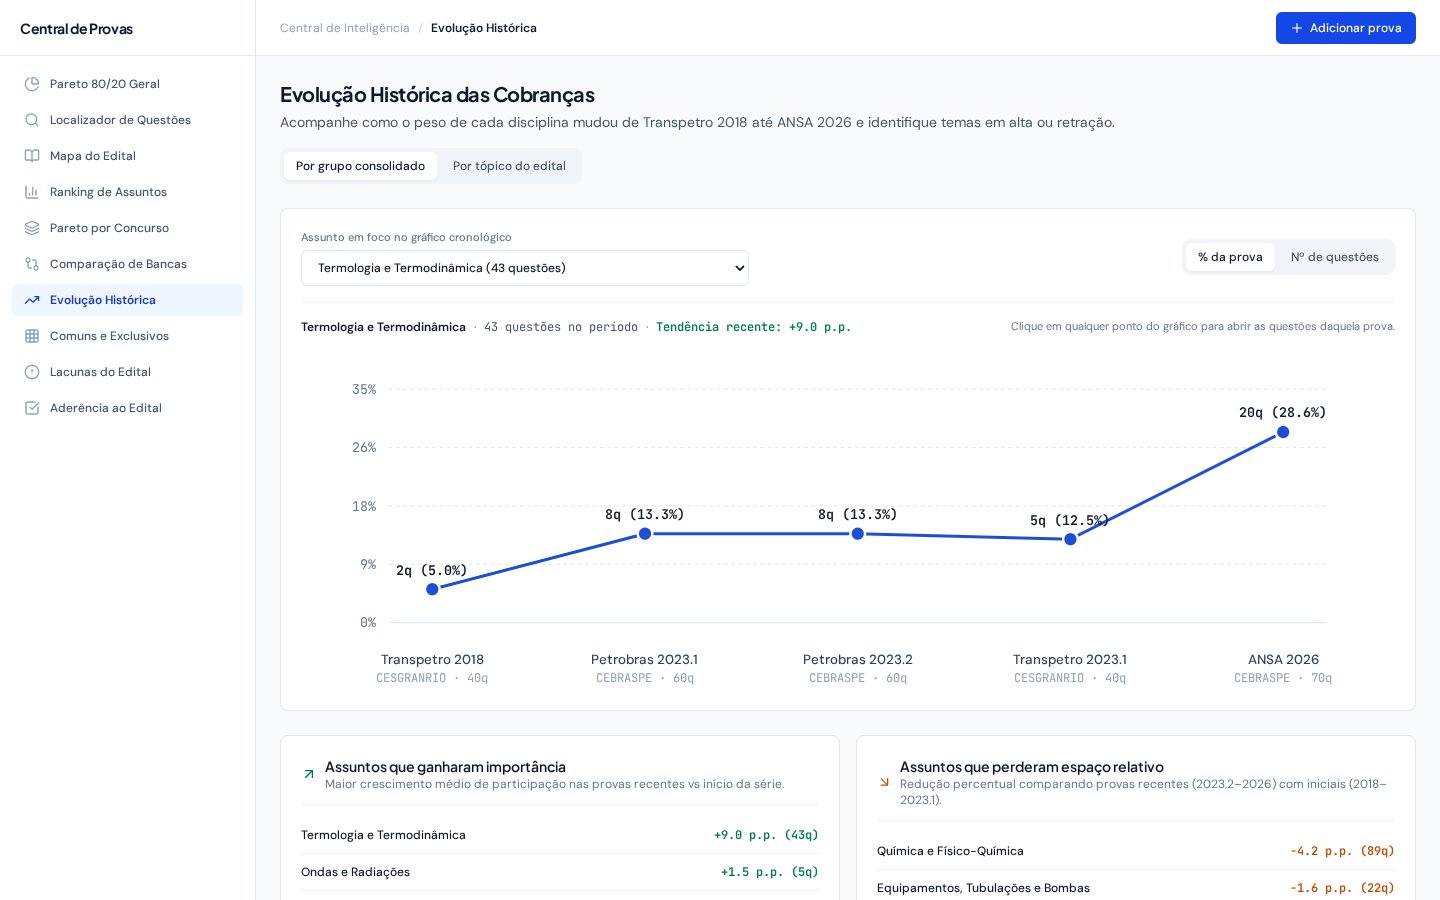 Central de Provas
Central de Inteligência / Evolução Histórica
Adicionar prova
Pareto 80/20 Geral
Localizador de Questões
Mapa do Edital
Ranking de Assuntos
Pareto por Concurso
Comparação de Bancas
Evolução Histórica
Comuns e Exclusivos
Lacunas do Edital
Aderência ao Edital
Evolução Histórica das Cobranças
Acompanhe como o peso de cada disciplina mudou de Transpetro 2018 até ANSA 2026 e identifique temas em alta ou retração.
Por grupo consolidado
Por tópico do edital
Assunto em foco no gráfico cronológico
Termologia e Termodinâmica (43 questões)
% da prova
Nº de questões
Termologia e Termodinâmica · 43 questões no período · Tendência recente: +9.0 p.p.
Clique em qualquer ponto do gráfico para abrir as questões daquela prova.
35%
26%
18%
9%
0%
2q (5.0%)
8q (13.3%)
8q (13.3%)
5q (12.5%)
20q (28.6%)
Transpetro 2018
CESGRANRIO · 40q
Petrobras 2023.1
CEBRASPE · 60q
Petrobras 2023.2
CEBRASPE · 60q
Transpetro 2023.1
CESGRANRIO · 40q
ANSA 2026
CEBRASPE · 70q
Assuntos que ganharam importância
Maior crescimento médio de participação nas provas recentes vs início da série.
Termologia e Termodinâmica +9.0 p.p. (43q)
Ondas e Radiações +1.5 p.p. (5q)
Assuntos que perderam espaço relativo
Redução percentual comparando provas recentes (2023.2–2026) com iniciais (2018–
2023.1).
Química e Físico-Química -4.2 p.p. (89q)
Equipamentos, Tubulações e Bombas -1.6 p.p. (22q)